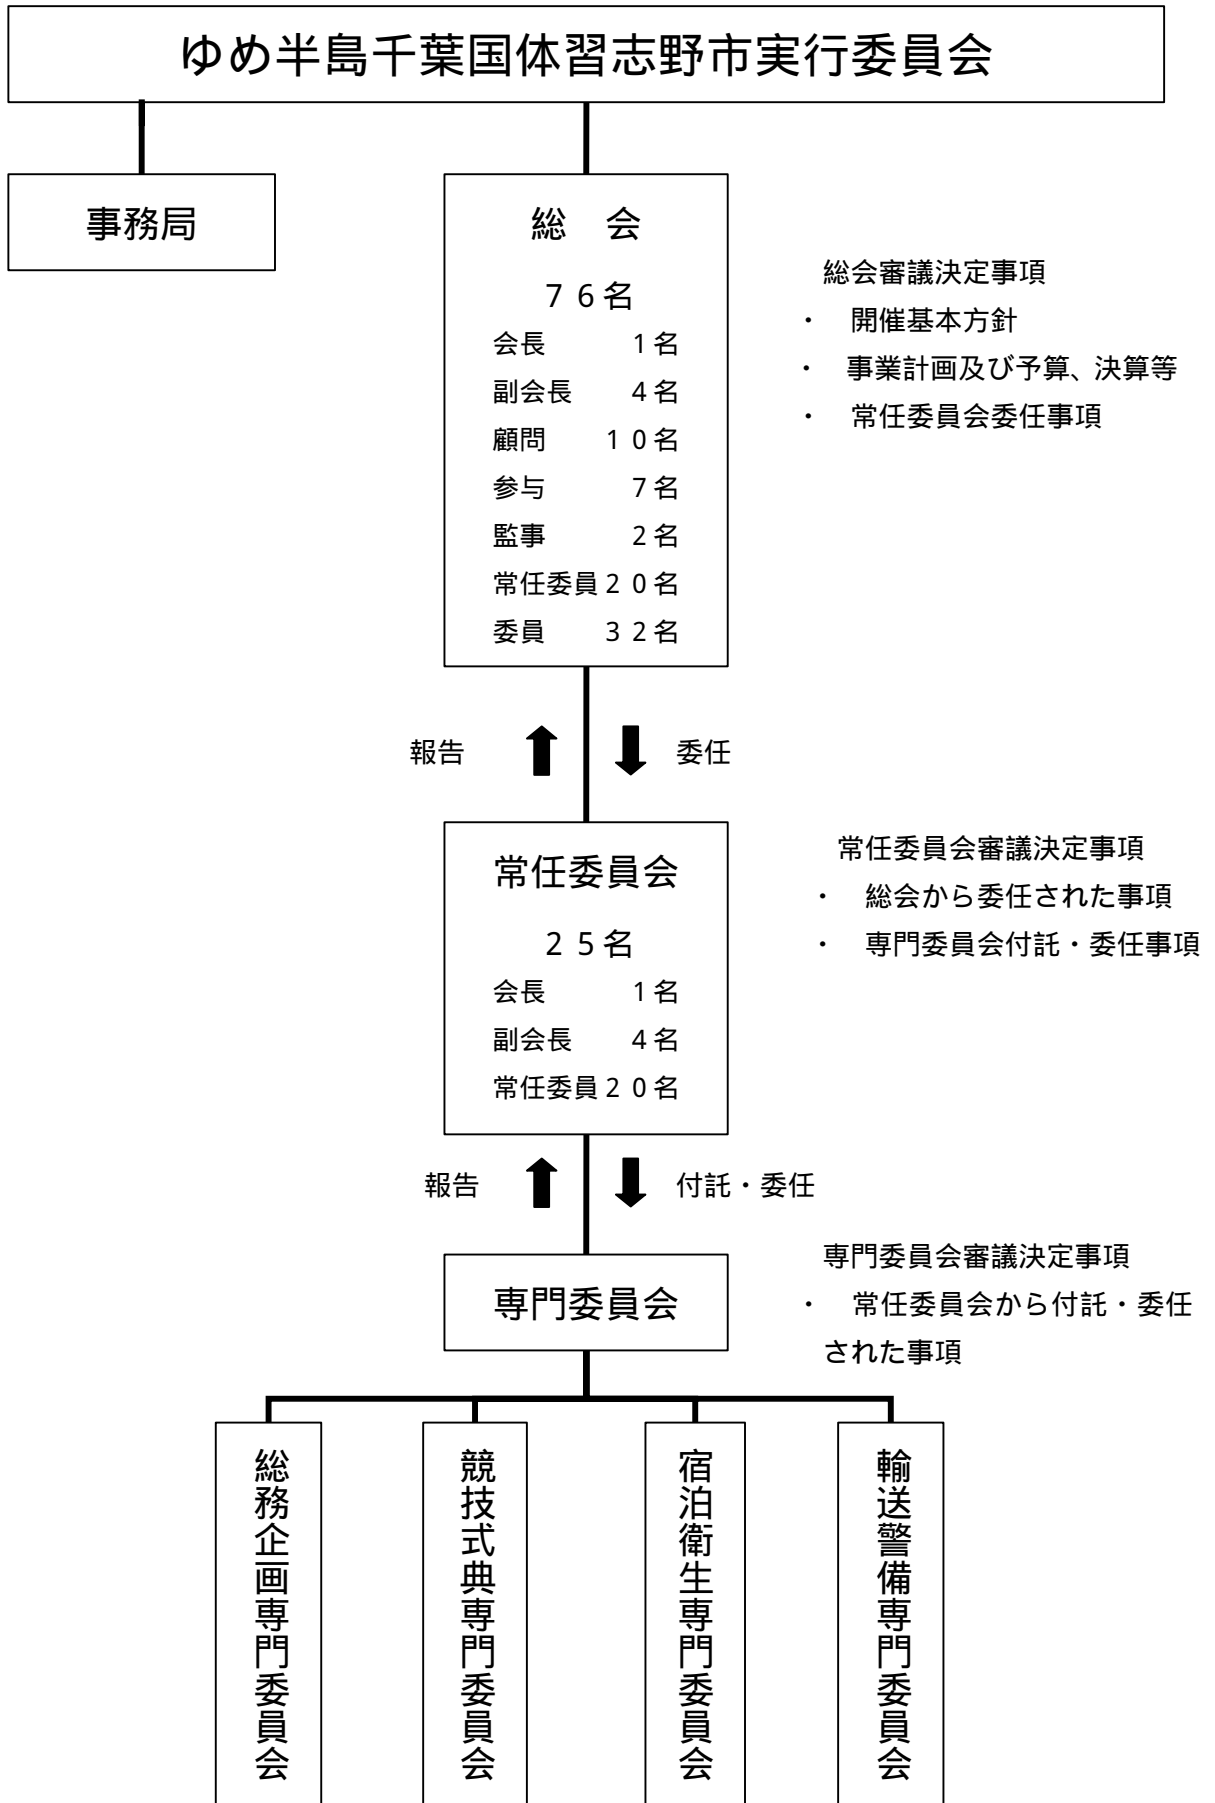 ゆめ半島千葉国体習志野市実行委員会
事務局
総　会
７６名
会長　１名
副会長　４名
顧問　１０名
参与　７名
監事　２名
常任委員２０名
委員　３２名
総会審議決定事項
・　開催基本方針
・　事業計画及び予算、決算等
・　常任委員会委任事項
報告
委任
常任委員会
２５名
会長　１名
副会長　４名
常任委員２０名
常任委員会審議決定事項
・　総会から委任された事項
・　専門委員会付託・委任事項
報告
付託・委任
専門委員会
専門委員会審議決定事項
・　常任委員会から付託・委任
された事項
総務企画専門委員会
競技式典専門委員会
宿泊衛生専門委員会
輸送警備専門委員会